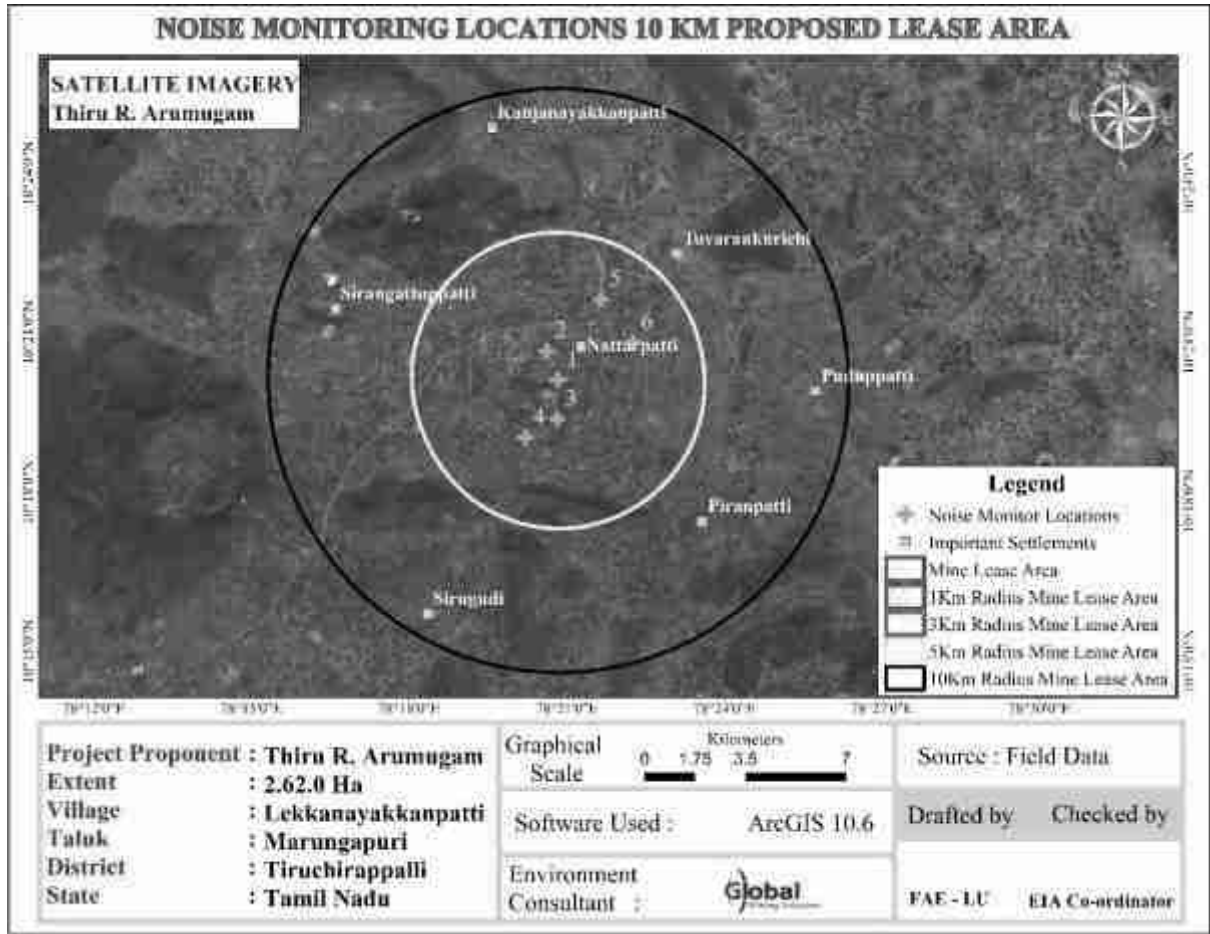 NOISE MONITORING LOCATIONS 10 KM PROPOSED LEASE AREA
SATELLITE IMAGERY
Thiru R. Arumugam
Kanjanayakkanpatti
Tuvarankurichi
5
Sirangattuppatti
6
2
Nattarpatti
1
Puduppatti
3
4
Piranpatti
Sirugudi
Legend
Noise Monitor Locations
Important Settlements
Mine Lease Area
1Km Radius Mine Lease Area
3Km Radius Mine Lease Area
5Km Radius Mine Lease Area
10Km Radius Mine Lease Area
Project Proponent : Thiru R. Arumugam
Extent : 2.62.0 Ha
Village : Lekkanayakkanpatti
Taluk : Marungapuri
District : Tiruchirappalli
State : Tamil Nadu
Graphical Scale
Kilometers
0 1.75 3.5 7
Software Used : ArcGIS 10.6
Environment Consultant :
Global
Source : Field Data
Drafted by Checked by
FAE - LU EIA Co-ordinator